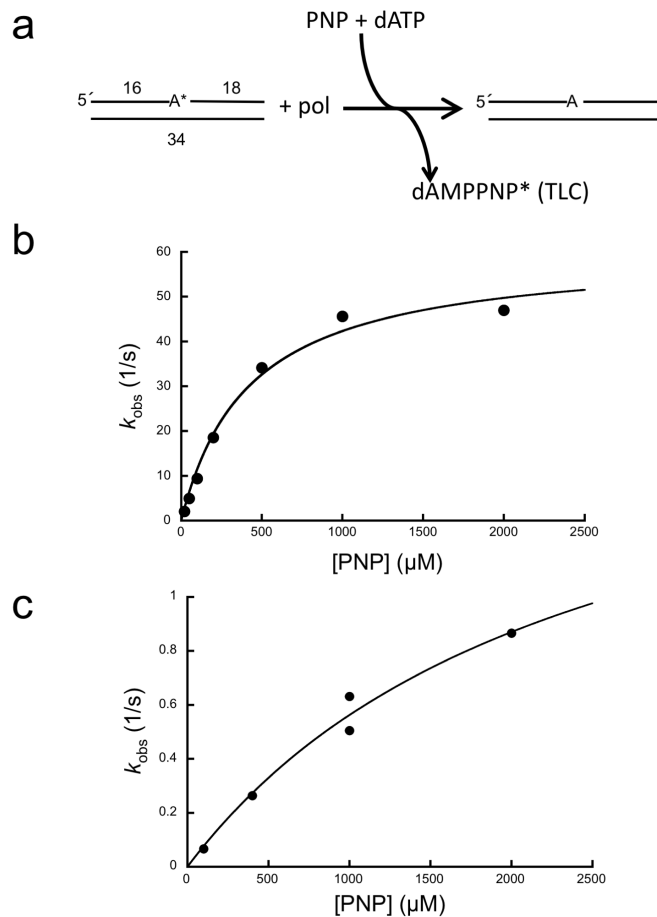 a
PNP + dATP
16 18
5´ A* + pol 5´ A
34
dAMPPNP* (TLC)
b
60
50
40
30
20
10
0
0 500 1000 1500 2000 2500
kobs (1/s)
[PNP] (µM)
c
1
0.8
0.6
0.4
0.2
0
0 500 1000 1500 2000 2500
kobs (1/s)
[PNP] (µM)